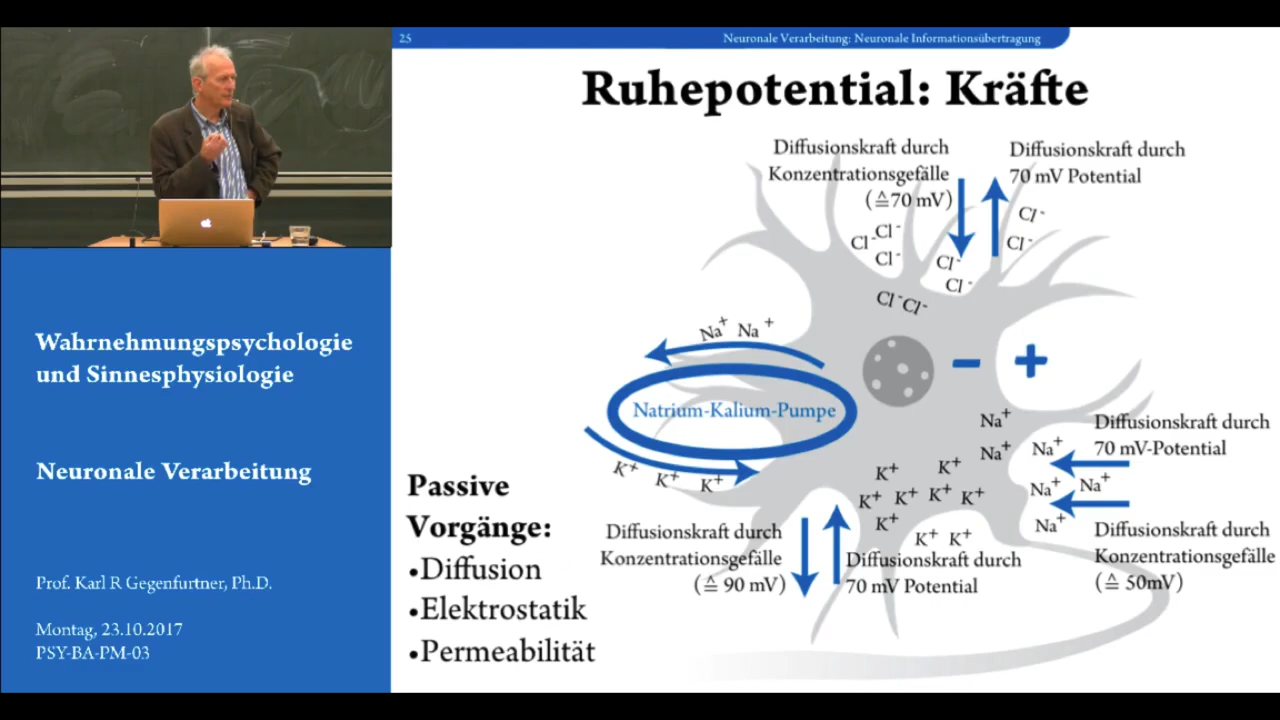 25
Neuronale Verarbeitung: Neuronale Informationsübertragung
Ruhepotential: Kräfte
Diffusionskraft durch
Konzentrationsgefälle
(≙70 mV)
Diffusionskraft durch
70 mV Potential
Cl⁻
Cl⁻
Cl⁻ Cl⁻
Cl⁻
Cl⁻
Cl⁻
Cl⁻
Cl⁻ Cl⁻
Na⁺ Na⁺
- +
Natrium-Kalium-Pumpe
K⁺ K⁺ K⁺
Na⁺
Na⁺
Diffusionskraft durch
70 mV-Potential
Na⁺
Na⁺ Na⁺
Na⁺
Diffusionskraft durch
Konzentrationsgefälle
(≙ 50mV)
K⁺ K⁺
K⁺ K⁺ K⁺ K⁺
K⁺
K⁺ K⁺
Diffusionskraft durch
Konzentrationsgefälle
(≙ 90 mV)
Diffusionskraft durch
70 mV Potential
Passive
Vorgänge:
•Diffusion
•Elektrostatik
•Permeabilität
Wahrnehmungspsychologie
und Sinnesphysiologie
Neuronale Verarbeitung
Prof. Karl R Gegenfurtner, Ph.D.
Montag, 23.10.2017
PSY-BA-PM-03